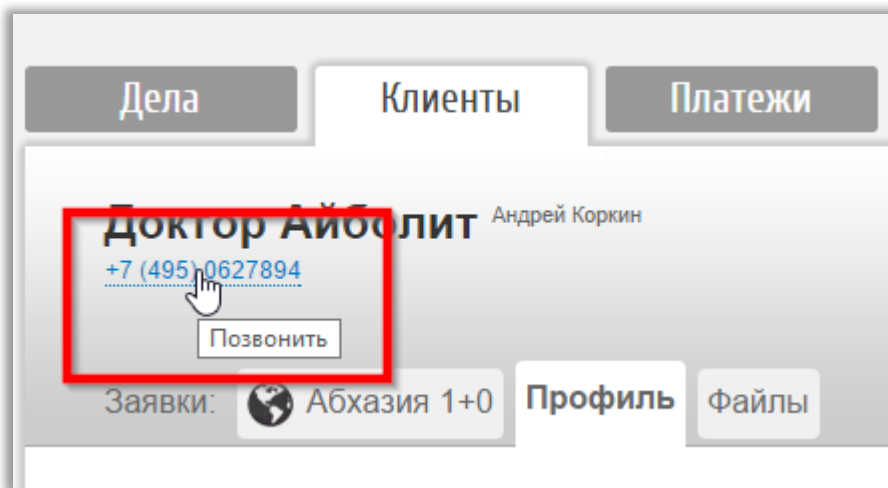 Дела Клиенты Платежи
Доктор Айболит Андрей Коркин
+7 (495) 0627894
Позвонить
Заявки: Абхазия 1+0 Профиль Файлы